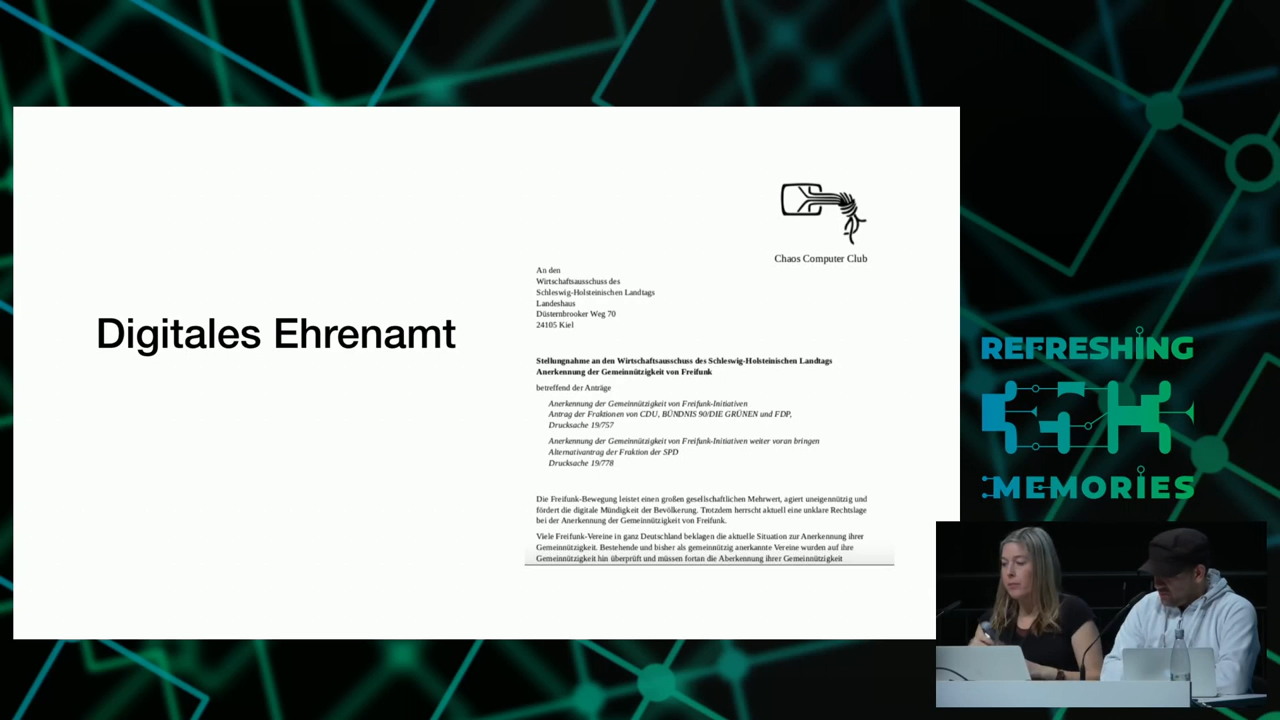 Digitales Ehrenamt
Chaos Computer Club
An den
Wirtschaftsausschuss des
Schleswig-Holsteinischen Landtags
Landeshaus
Düsternbrooker Weg 70
24105 Kiel
Stellungnahme an den Wirtschaftsausschuss des Schleswig-Holsteinischen Landtags
Anerkennung der Gemeinnützigkeit von Freifunk
betreffend der Anträge
Anerkennung der Gemeinnützigkeit von Freifunk-Initiativen
Antrag der Fraktionen von CDU, BÜNDNIS 90/DIE GRÜNEN und FDP,
Drucksache 19/757
Anerkennung der Gemeinnützigkeit von Freifunk-Initiativen weiter voran bringen
Alternativantrag der Fraktion der SPD
Drucksache 19/778
Die Freifunk-Bewegung leistet einen großen gesellschaftlichen Mehrwert, agiert uneigennützig und
fördert die digitale Mündigkeit der Bevölkerung. Trotzdem herrscht aktuell eine unklare Rechtslage
bei der Anerkennung der Gemeinnützigkeit von Freifunk.
Viele Freifunk-Vereine in ganz Deutschland beklagen die aktuelle Situation zur Anerkennung ihrer
Gemeinnützigkeit. Bestehende und bisher als gemeinnützig anerkannte Vereine wurden auf ihre
Gemeinnützigkeit hin überprüft und müssen fortan die Aberkennung ihrer Gemeinnützigkeit
REFRESHING
MEMORIES